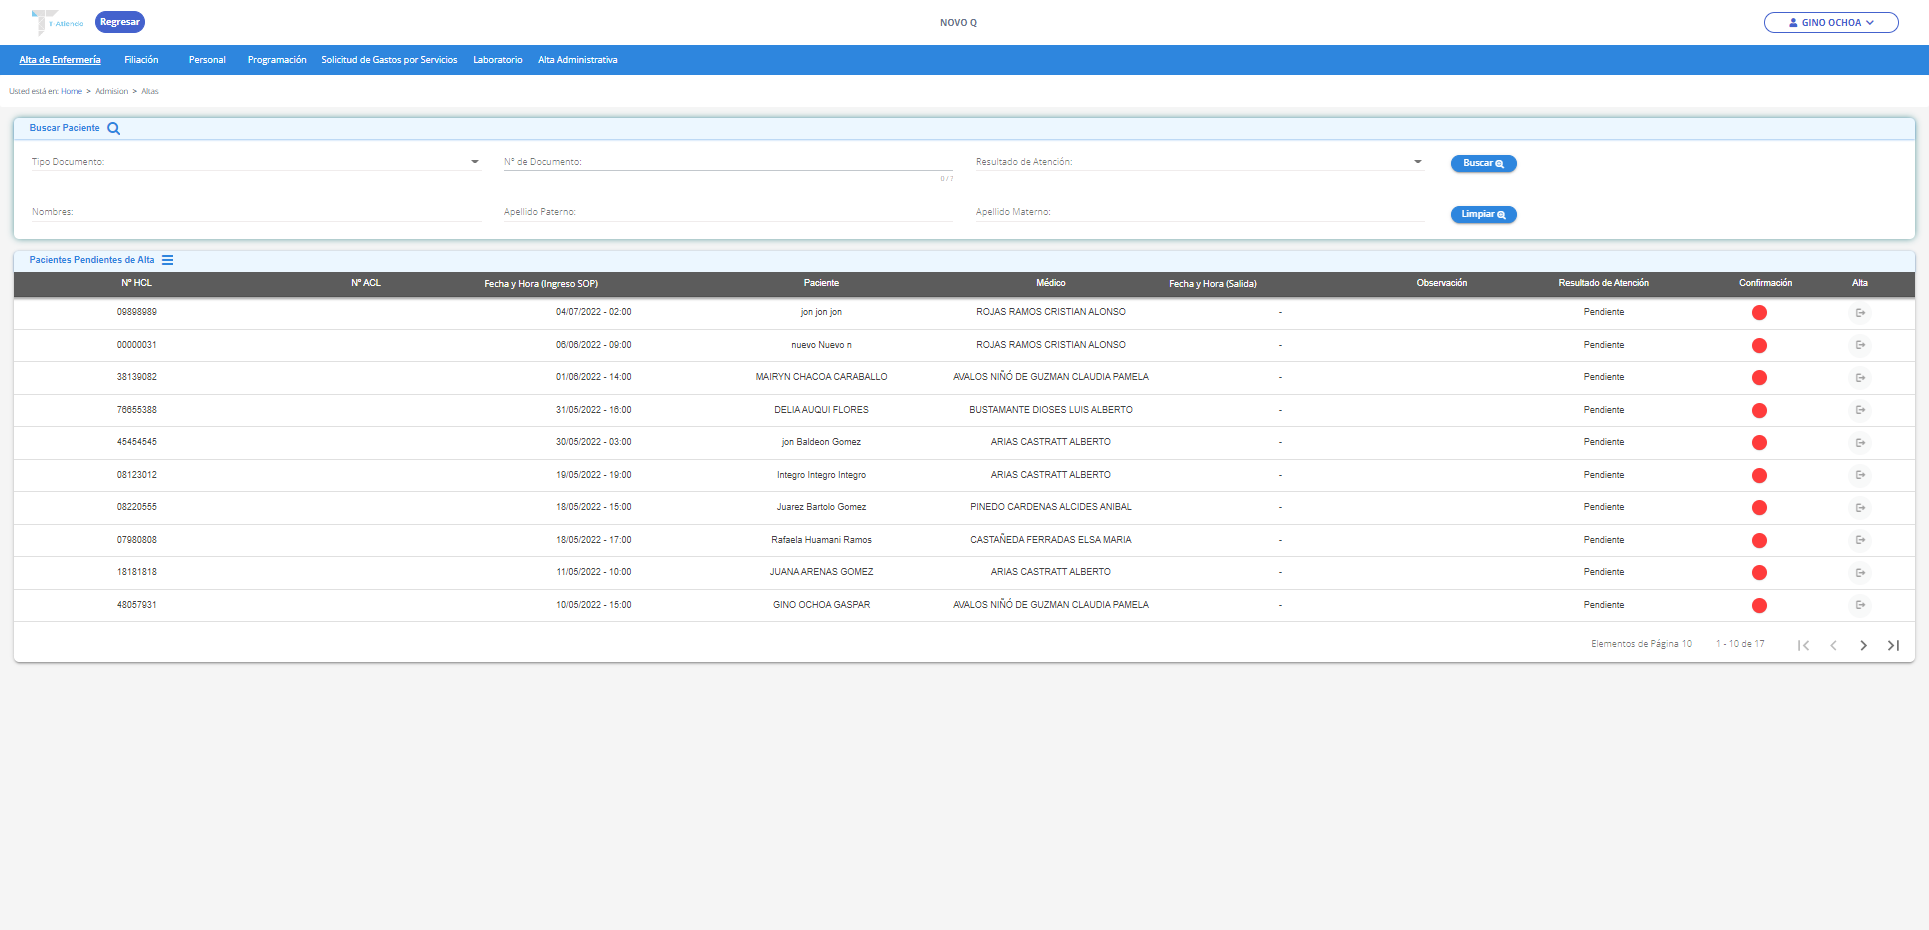 T-Atiendo Regresar NOVO Q GINO OCHOA
Alta de Enfermería Filiación Personal Programación Solicitud de Gastos por Servicios Laboratorio Alta Administrativa
Usted está en: Home > Admision > Altas
Buscar Paciente
Tipo Documento: N° de Documento: Resultado de Atención: Buscar
0 / ?
Nombres: Apellido Paterno: Apellido Materno: Limpiar
Pacientes Pendientes de Alta
N° HCL N° ACL Fecha y Hora (Ingreso SOP) Paciente Médico Fecha y Hora (Salida) Observación Resultado de Atención Confirmación Alta
09898989 04/07/2022 - 02:00 jon jon jon ROJAS RAMOS CRISTIAN ALONSO - Pendiente
00000031 06/06/2022 - 09:00 nuevo Nuevo n ROJAS RAMOS CRISTIAN ALONSO - Pendiente
38139082 01/06/2022 - 14:00 MAIRYN CHACOA CARABALLO AVALOS NIÑÓ DE GUZMAN CLAUDIA PAMELA - Pendiente
76655388 31/05/2022 - 16:00 DELIA AUQUI FLORES BUSTAMANTE DIOSES LUIS ALBERTO - Pendiente
45454545 30/05/2022 - 03:00 jon Baldeon Gomez ARIAS CASTRATT ALBERTO - Pendiente
08123012 19/05/2022 - 19:00 Integro Integro Integro ARIAS CASTRATT ALBERTO - Pendiente
08220555 18/05/2022 - 15:00 Juarez Bartolo Gomez PINEDO CARDENAS ALCIDES ANIBAL - Pendiente
07980808 18/05/2022 - 17:00 Rafaela Huamani Ramos CASTAÑEDA FERRADAS ELSA MARIA - Pendiente
18181818 11/05/2022 - 10:00 JUANA ARENAS GOMEZ ARIAS CASTRATT ALBERTO - Pendiente
48057931 10/05/2022 - 15:00 GINO OCHOA GASPAR AVALOS NIÑÓ DE GUZMAN CLAUDIA PAMELA - Pendiente
Elementos de Página 10 1 - 10 de 17